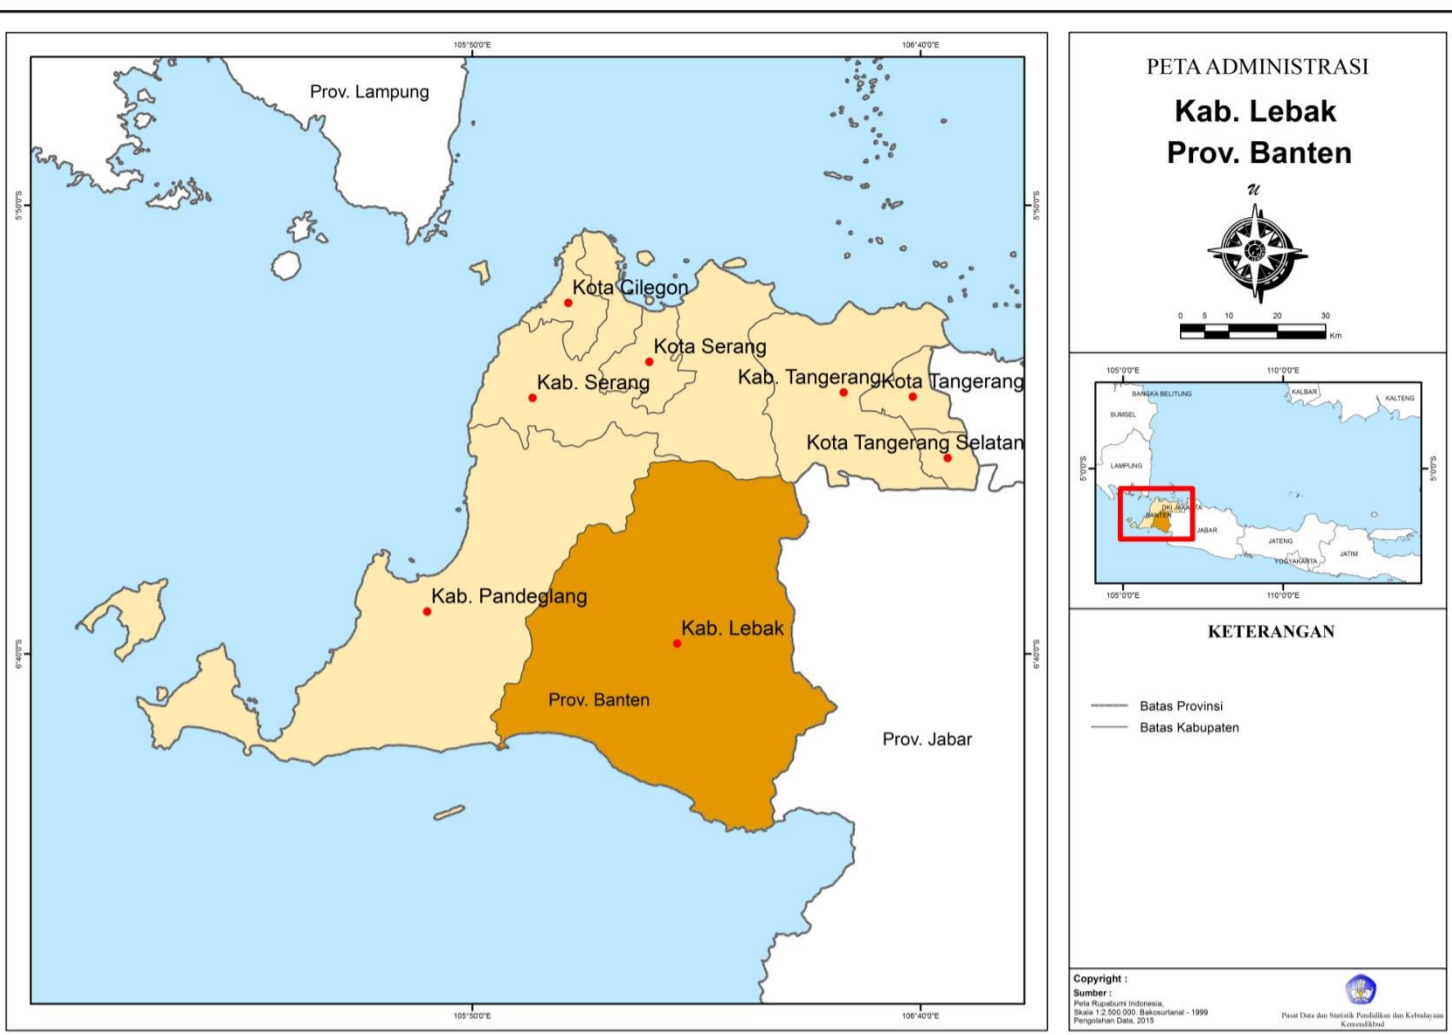 105°50'0"E
106°40'0"E
Prov. Lampung
5°50'0"S
5°50'0"S
Kota Cilegon
Kota Serang
Kab. Serang
Kab. Tangerang
Kota Tangerang
Kota Tangerang Selatan
Kab. Pandeglang
Kab. Lebak
6°40'0"S
6°40'0"S
Prov. Banten
Prov. Jabar
105°50'0"E
106°40'0"E
PETA ADMINISTRASI
Kab. Lebak
Prov. Banten
U
0 5 10 20 30
Km
105°0'0"E
110°0'0"E
BANGKA BELITUNG
KALBAR
KALTENG
SUMSEL
LAMPUNG
5°0'0"S
5°0'0"S
DKI JAKARTA
BANTEN
JABAR
JATENG
JATIM
YOGYAKARTA
105°0'0"E
110°0'0"E
KETERANGAN
Batas Provinsi
Batas Kabupaten
Copyright :
Sumber :
Peta Rupabumi Indonesia,
Skala 1:2.500.000. Bakosurtanal - 1999
Pengolahan Data, 2015
Pusat Data dan Statistik Pendidikan dan Kebudayaan
Kemendikbud